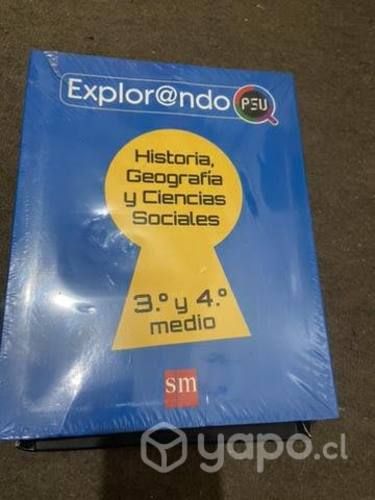 Explor@ndo PSU
Historia,
Geografía
y Ciencias
Sociales
3.º y 4.º
medio
sm
yapo.cl